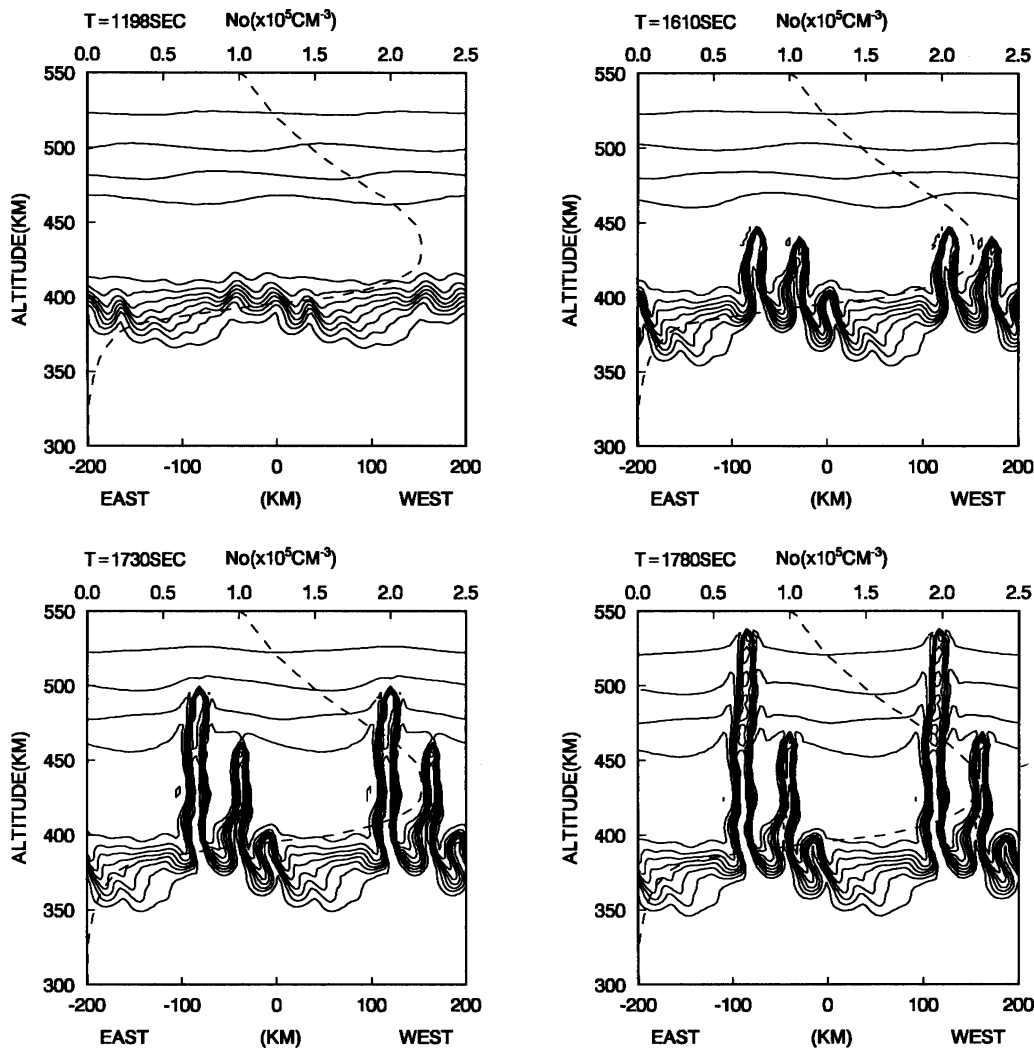 T=1198SEC No(x10⁵CM⁻³)
0.0 0.5 1.0 1.5 2.0 2.5
550
500
450
400
350
300
ALTITUDE(KM)
-200 -100 0 100 200
EAST (KM) WEST
T=1610SEC No(x10⁵CM⁻³)
0.0 0.5 1.0 1.5 2.0 2.5
550
500
450
400
350
300
ALTITUDE(KM)
-200 -100 0 100 200
EAST (KM) WEST
T=1730SEC No(x10⁵CM⁻³)
0.0 0.5 1.0 1.5 2.0 2.5
550
500
450
400
350
300
ALTITUDE(KM)
-200 -100 0 100 200
EAST (KM) WEST
T=1780SEC No(x10⁵CM⁻³)
0.0 0.5 1.0 1.5 2.0 2.5
550
500
450
400
350
300
ALTITUDE(KM)
-200 -100 0 100 200
EAST (KM) WEST